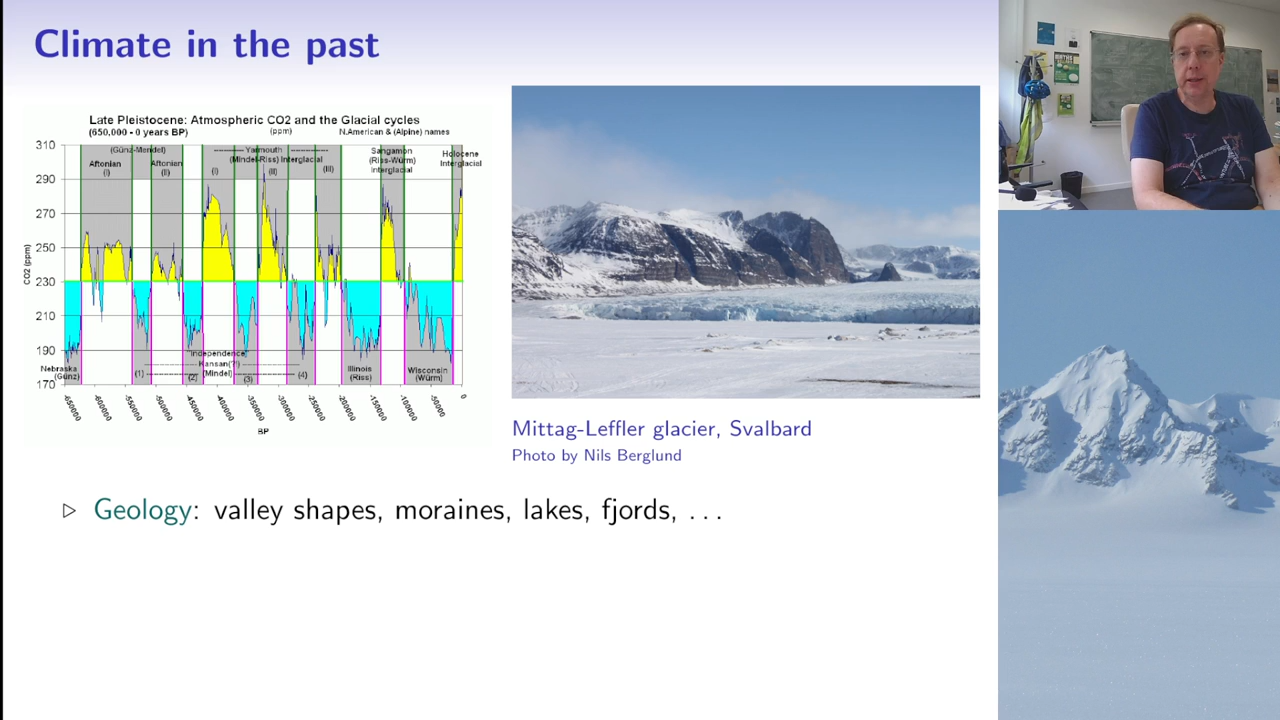 Climate in the past
Late Pleistocene: Atmospheric CO2 and the Glacial cycles
(650,000 - 0 years BP) (ppm) N.American & (Alpine) names
310
290
270
250
230
210
190
170
CO2 (ppm)
(Günz-Mendel)
Aftonian
(I)
Aftonian
(II)
Yarmouth
(Mindel-Riss) Interglacial
(I) (II) (III)
Sangamon
(Riss-Würm)
Interglacial
Holocene
Interglacial
Nebraska
(Günz)
"Independence"
Kansan(?)
(1) (2) (Mindel) (3) (4)
Illinois
(Riss)
Wisconsin
(Würm)
-650000 -600000 -550000 -500000 -450000 -400000 -350000 -300000 -250000 -200000 -150000 -100000 -50000 0
BP
Mittag-Leffler glacier, Svalbard
Photo by Nils Berglund
▷ Geology: valley shapes, moraines, lakes, fjords, . . .